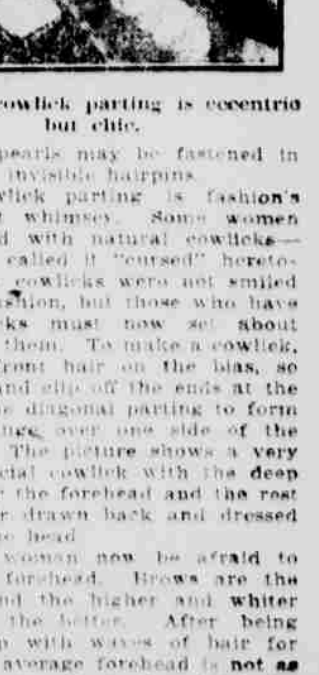 cowlick parting is eccentric
but chic.
pearls may be fastened in
invisible hairpins.
wlick parting is fashion's
t whimsey. Some women
d with natural cowlicks—
called it "cursed" hereto-
cowlicks were not smiled
shion, but those who have
ks must now set about
them. To make a cowlick,
front hair on the bias, so
and clip off the ends at the
e diagonal parting to form
over one side of the
The picture shows a very
cial cowlick with the deep
the forehead and the rest
r drawn back and dressed
head
woman now be afraid to
forehead. Brows are the
nd the higher and whiter
the better. After being
p with waves of hair for
average forehead is not as